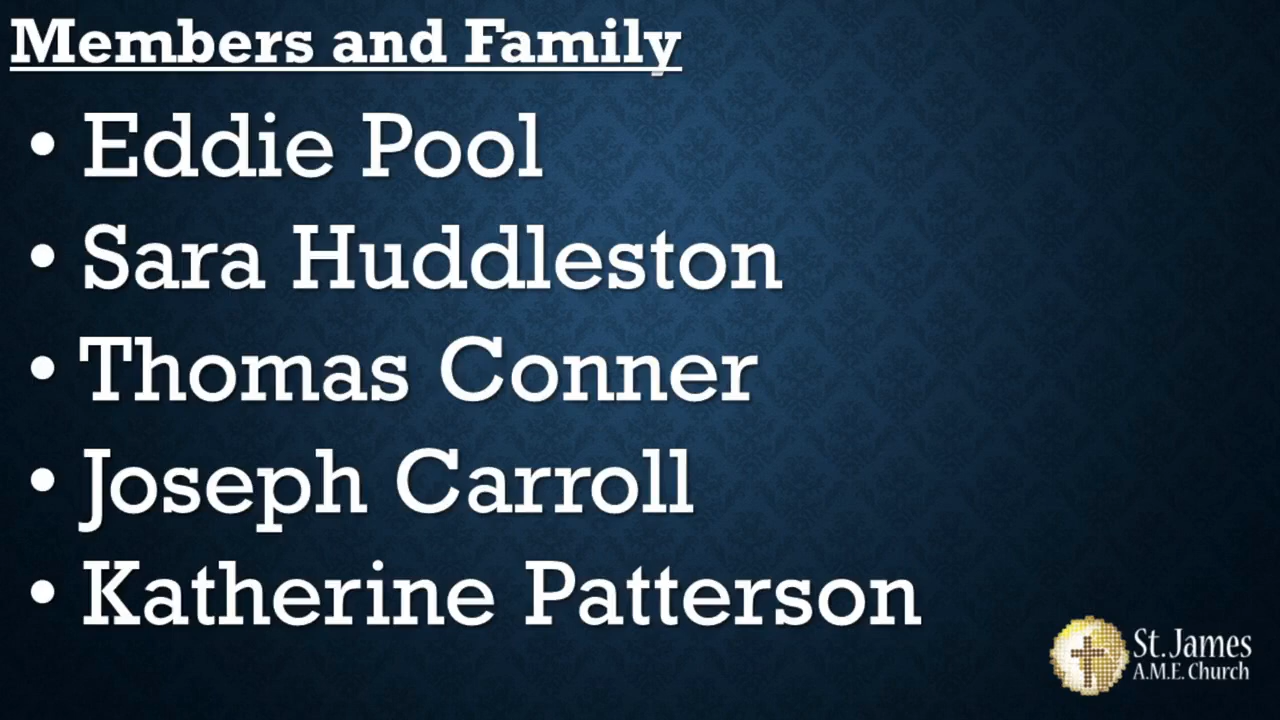 Members and Family
• Eddie Pool
• Sara Huddleston
• Thomas Conner
• Joseph Carroll
• Katherine Patterson
St. James
A.M.E. Church